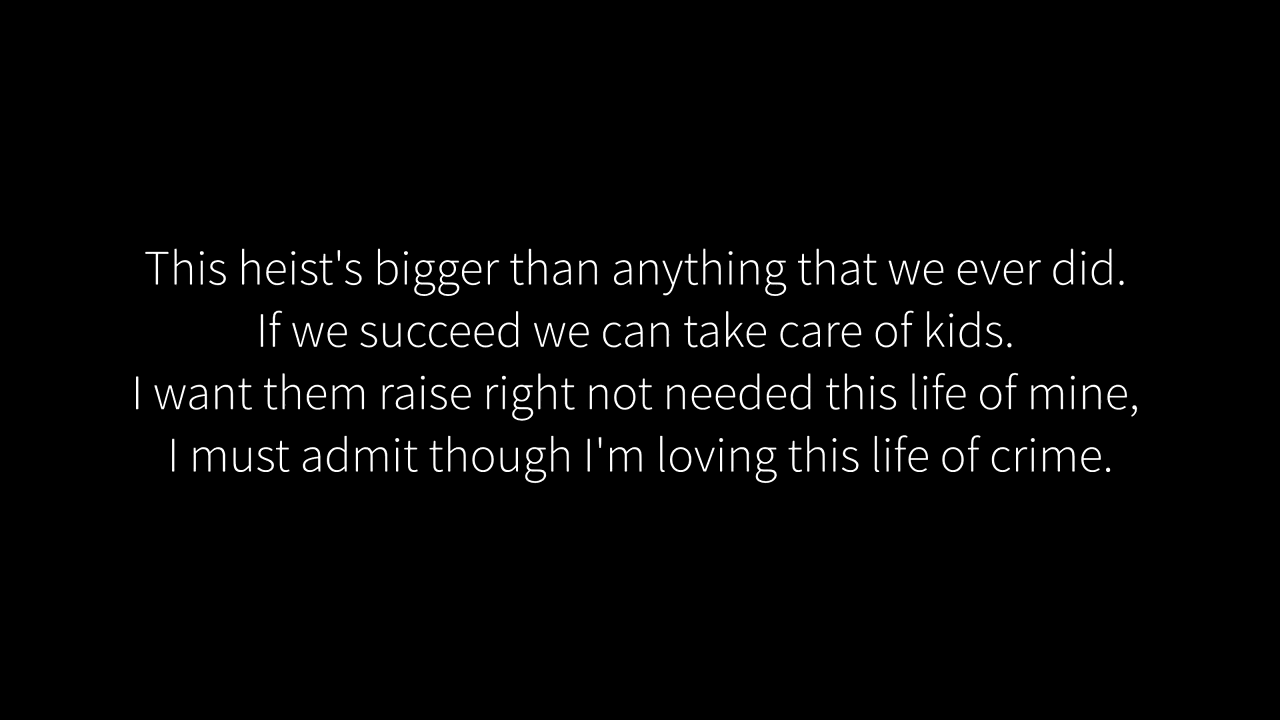 This heist's bigger than anything that we ever did.
If we succeed we can take care of kids.
I want them raise right not needed this life of mine,
I must admit though I'm loving this life of crime.